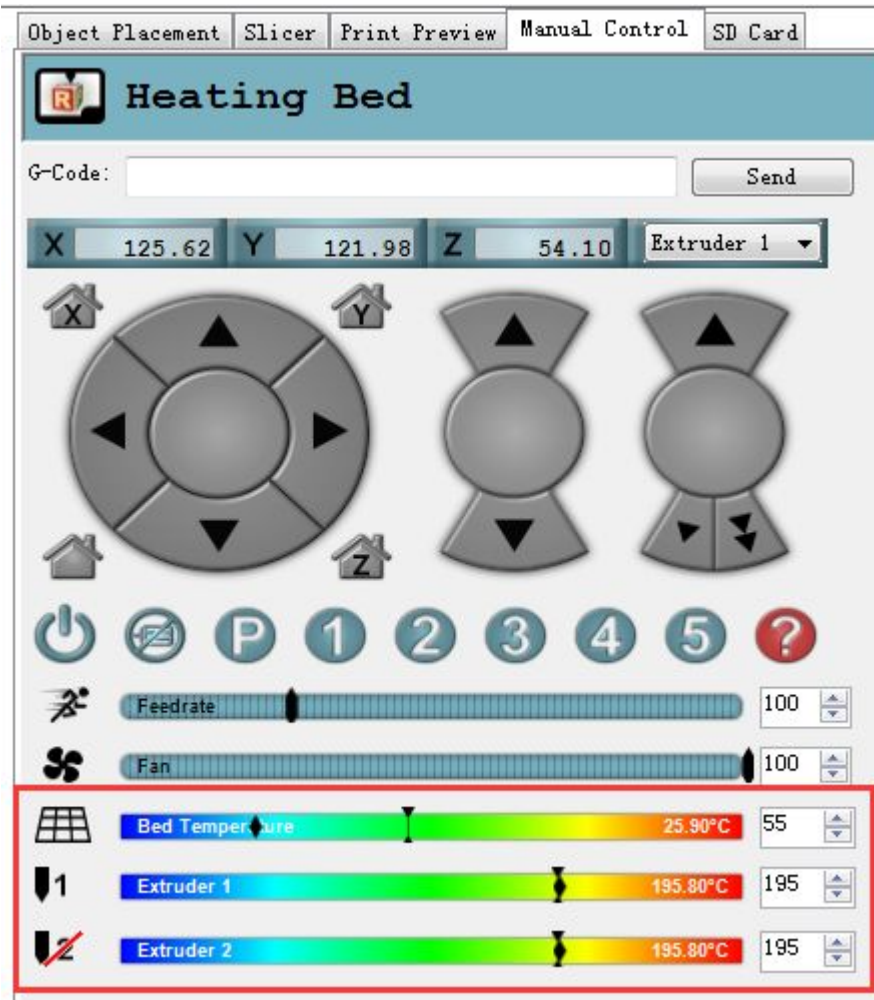 Object Placement Slicer Print Preview Manual Control SD Card
R Heating Bed
G-Code: Send
X 125.62 Y 121.98 Z 54.10 Extruder 1
X Y
Z
P 1 2 3 4 5 ?
Feedrate 100
Fan 100
Bed Temperature 25.90°C 55
1 Extruder 1 195.80°C 195
2 Extruder 2 195.80°C 195